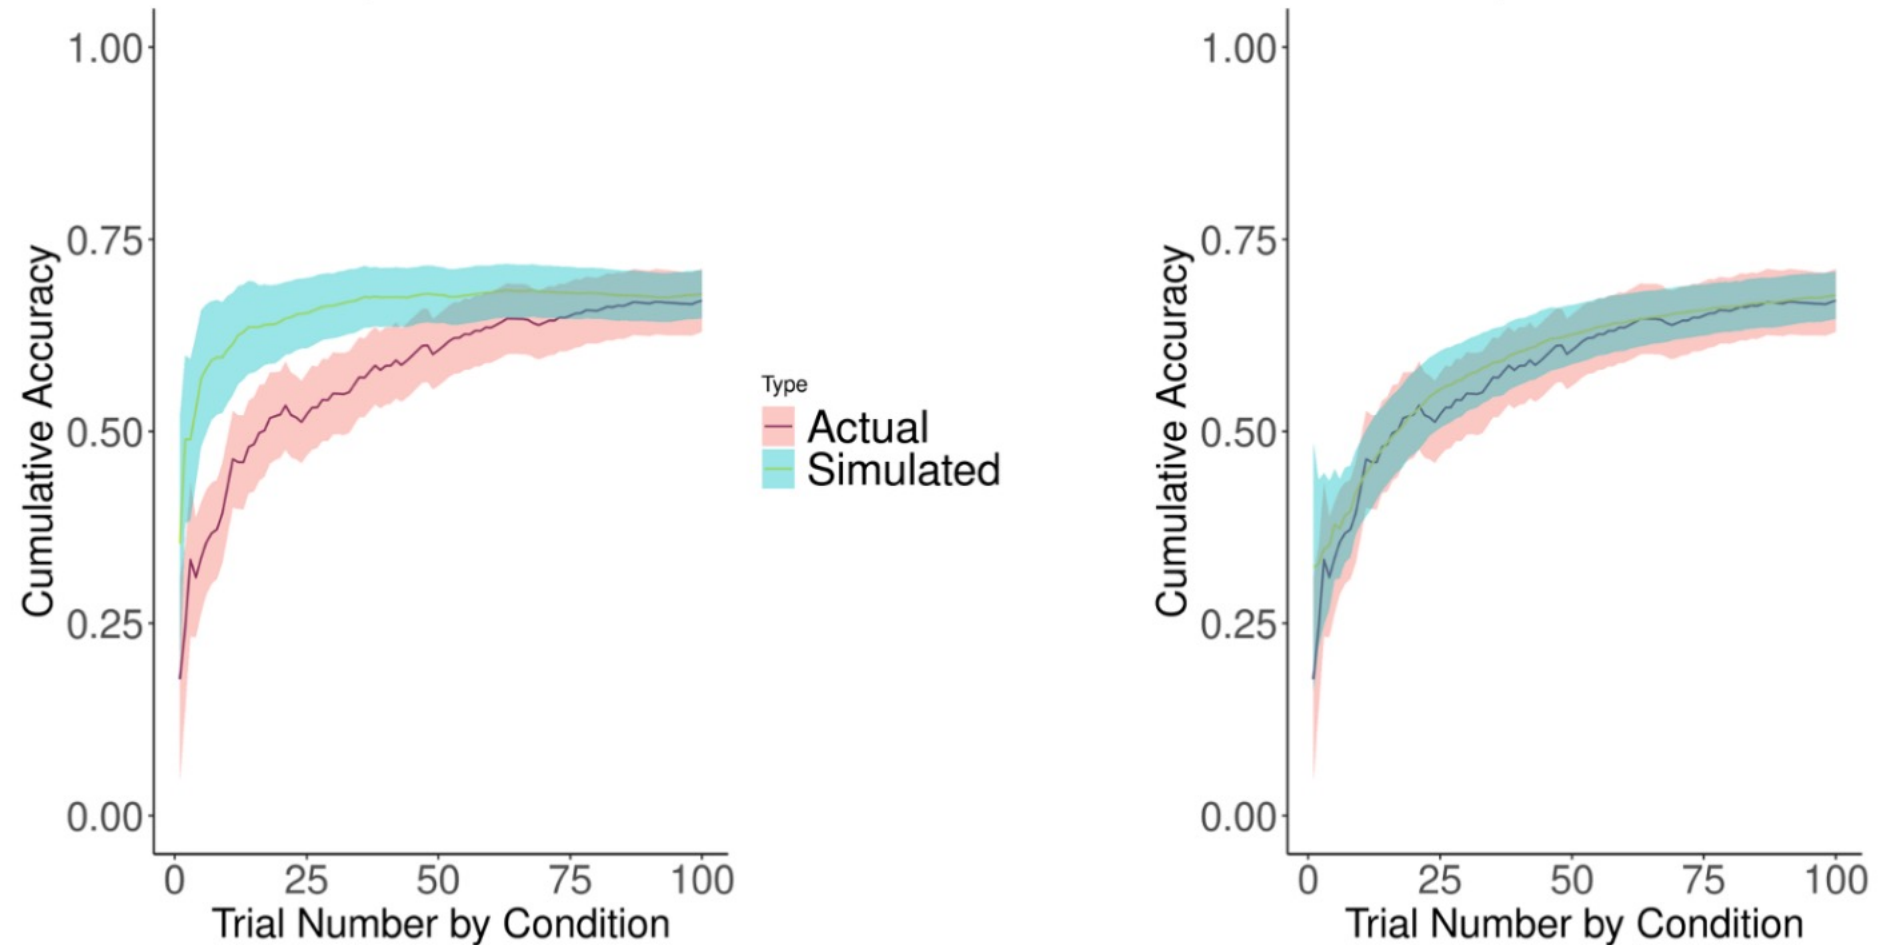 1.00
0.75
0.50
0.25
0.00
Cumulative Accuracy
0 25 50 75 100
Trial Number by Condition
Type
Actual
Simulated
1.00
0.75
0.50
0.25
0.00
Cumulative Accuracy
0 25 50 75 100
Trial Number by Condition